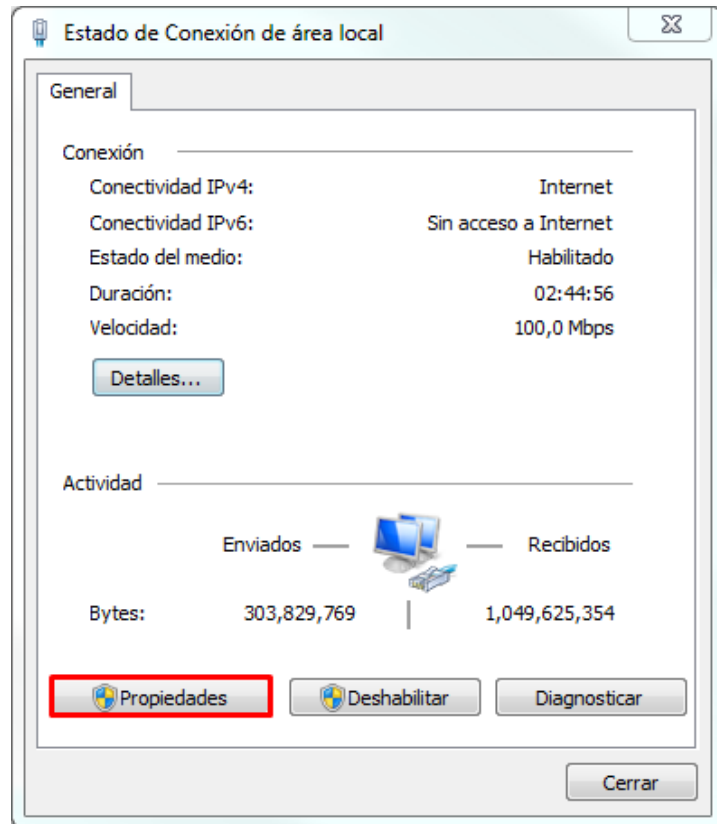 Estado de Conexión de área local
General
Conexión
Conectividad IPv4: Internet
Conectividad IPv6: Sin acceso a Internet
Estado del medio: Habilitado
Duración: 02:44:56
Velocidad: 100,0 Mbps
Detalles...
Actividad
Enviados Recibidos
Bytes: 303,829,769 1,049,625,354
Propiedades Deshabilitar Diagnosticar
Cerrar